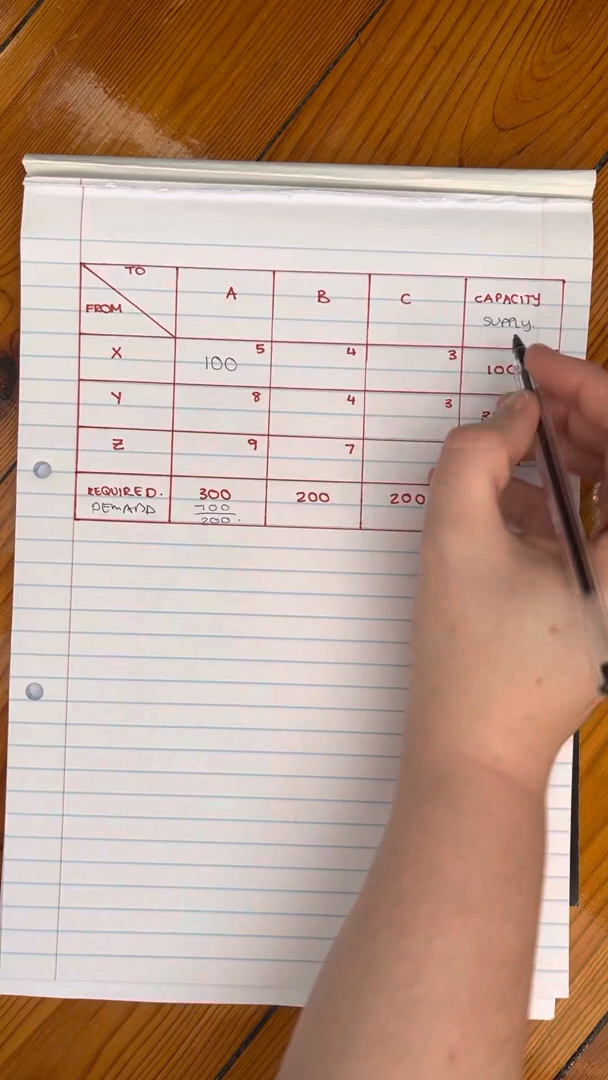 TO A B C CAPACITY
FROM SUPPLY.
X 100 5 4 3
Y 8 4 3
Z 9 7
REQUIRED. 300 200 200
DEMAND 100
200.